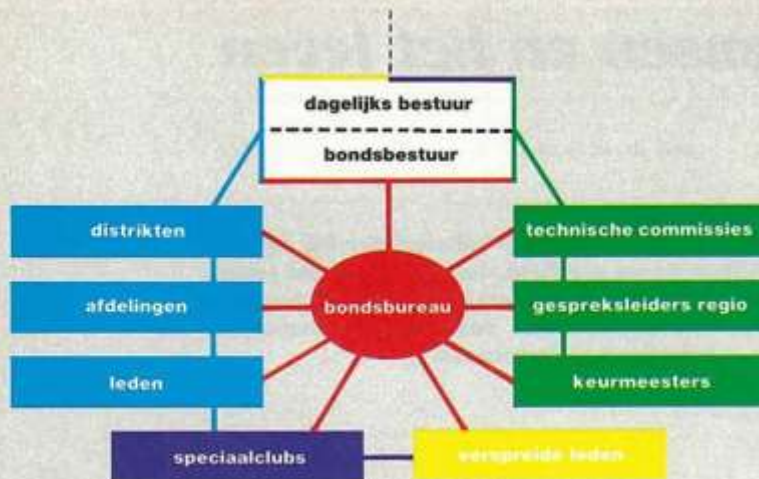 dagelijks bestuur
bondsbestuur
distrikten
technische commissies
afdelingen
bondsbureau
gespreksleiders regio
leden
keurmeesters
speciaalclubs
verspreide leden